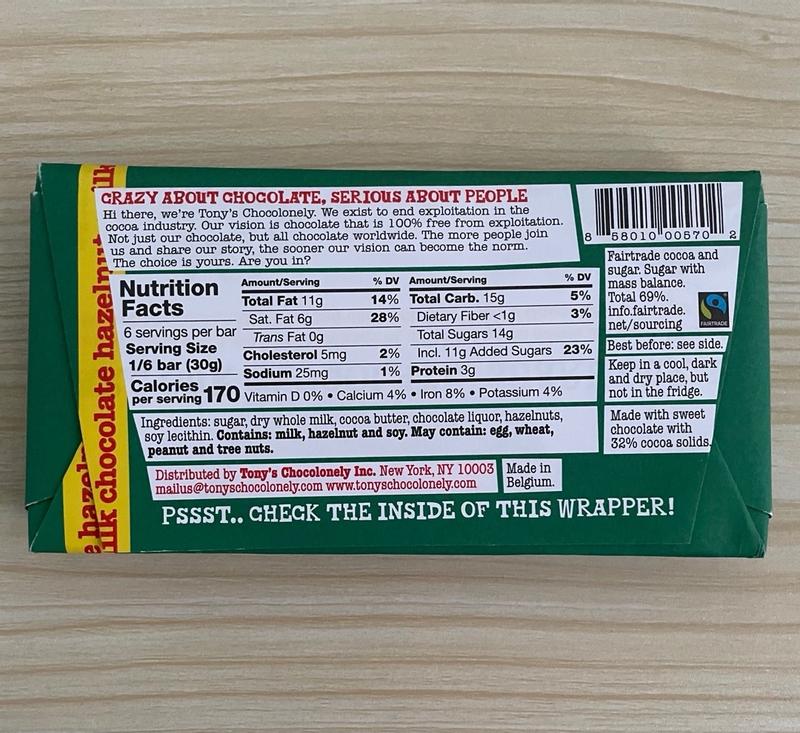 CRAZY ABOUT CHOCOLATE, SERIOUS ABOUT PEOPLE
Hi there, we're Tony's Chocolonely. We exist to end exploitation in the
cocoa industry. Our vision is chocolate that is 100% free from exploitation.
Not just our chocolate, but all chocolate worldwide. The more people join
us and share our story, the sooner our vision can become the norm.
The choice is yours. Are you in?
8 58010 00570 2
Fairtrade cocoa and
sugar. Sugar with
mass balance.
Total 69%.
info.fairtrade.
net/sourcing
FAIRTRADE
Best before: see side.
Keep in a cool, dark
and dry place, but
not in the fridge.
Made with sweet
chocolate with
32% cocoa solids.
Nutrition
Facts
6 servings per bar
Serving Size
1/6 bar (30g)
Calories
per serving 170
Amount/Serving % DV
Total Fat 11g 14%
Sat. Fat 6g 28%
Trans Fat 0g
Cholesterol 5mg 2%
Sodium 25mg 1%
Amount/Serving % DV
Total Carb. 15g 5%
Dietary Fiber <1g 3%
Total Sugars 14g
Incl. 11g Added Sugars 23%
Protein 3g
Vitamin D 0% • Calcium 4% • Iron 8% • Potassium 4%
Ingredients: sugar, dry whole milk, cocoa butter, chocolate liquor, hazelnuts,
soy lecithin. Contains: milk, hazelnut and soy. May contain: egg, wheat,
peanut and tree nuts.
Distributed by Tony's Chocolonely Inc. New York, NY 10003
mailus@tonyschocolonely.com www.tonyschocolonely.com
Made in
Belgium.
PSSST.. CHECK THE INSIDE OF THIS WRAPPER!
milk chocolate hazelnut